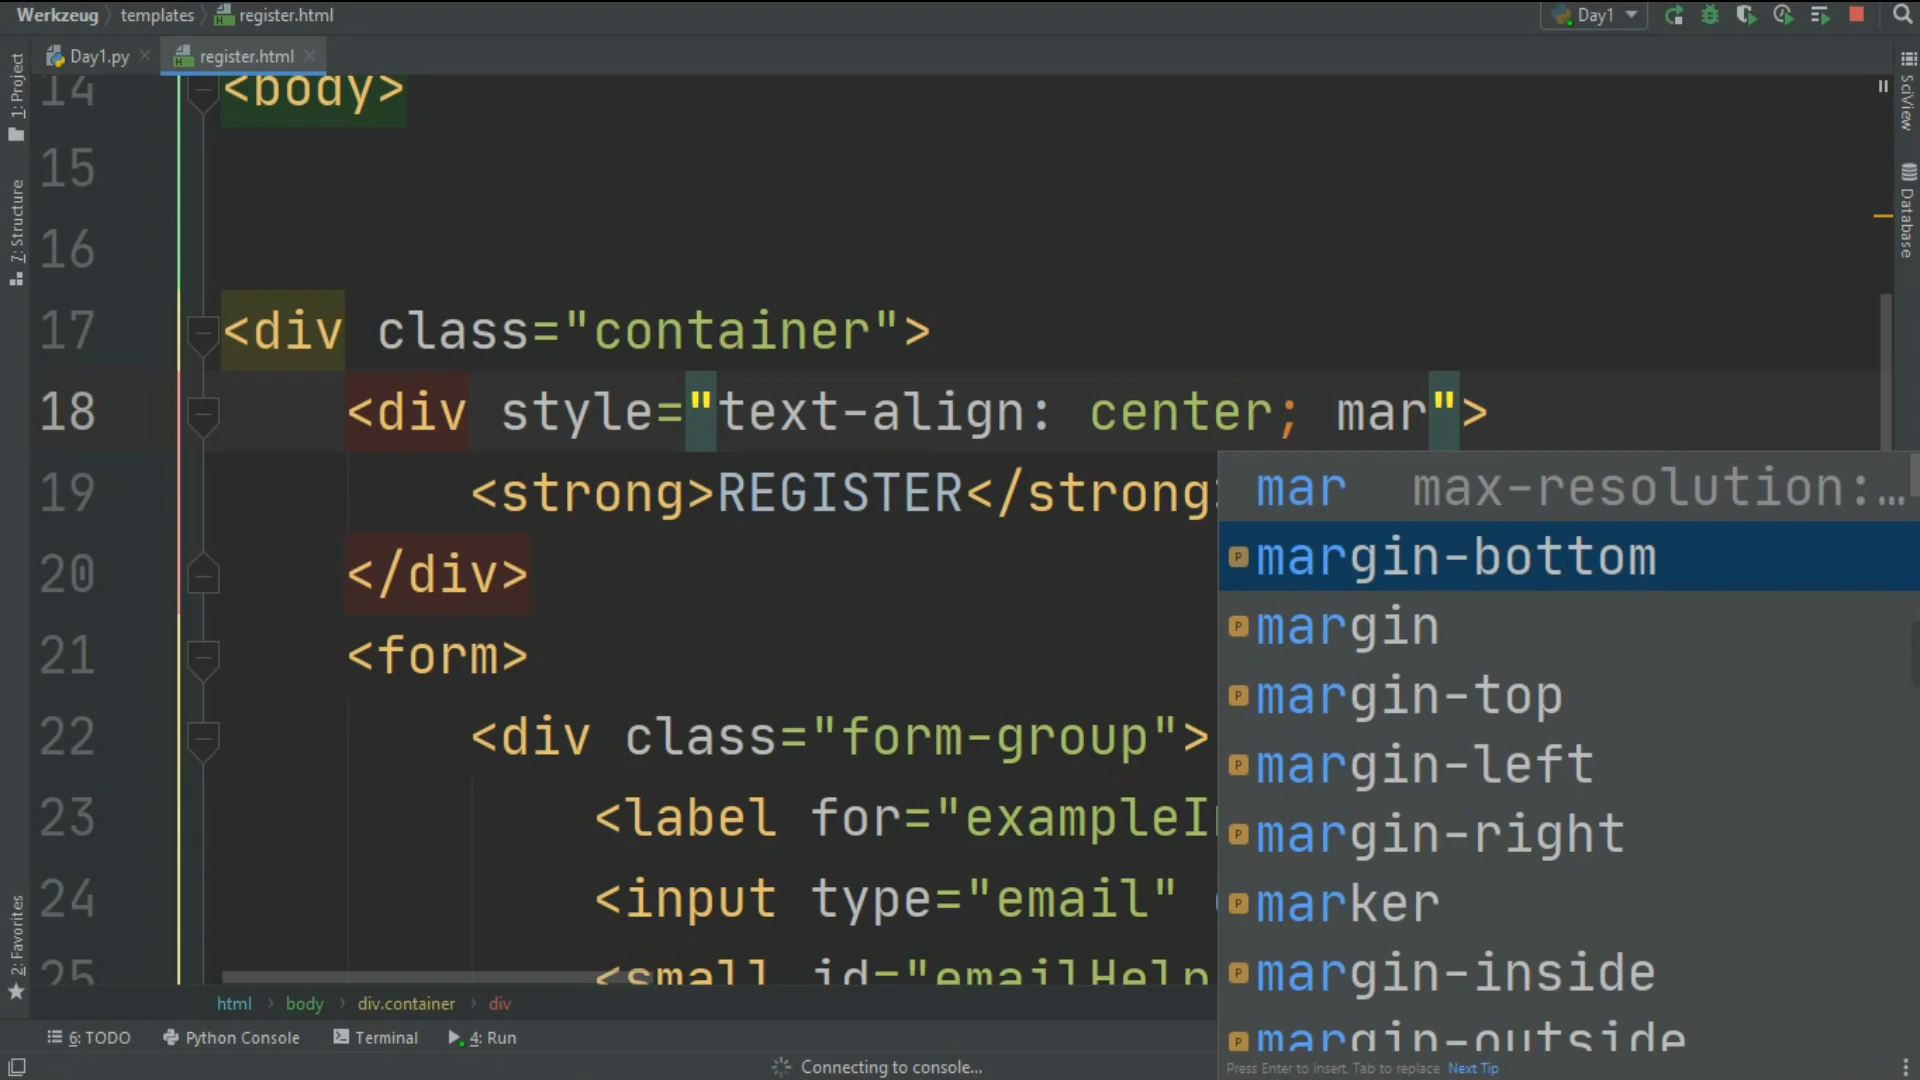 Werkzeug templates register.html Day1
Day1.py register.html
1: Project
7: Structure
2: Favorites
SciView
Database
14 <body>
15
16
17 <div class="container">
18 <div style="text-align: center; mar">
19 <strong>REGISTER</strong>
20 </div>
21 <form>
22 <div class="form-group">
23 <label for="exampleI
24 <input type="email"
25 <small id="emailHelp
mar max-resolution:…
margin-bottom
margin
margin-top
margin-left
margin-right
marker
margin-inside
margin-outside
Press Enter to insert, Tab to replace Next Tip
html body div.container div
6: TODO Python Console Terminal 4: Run
Connecting to console...